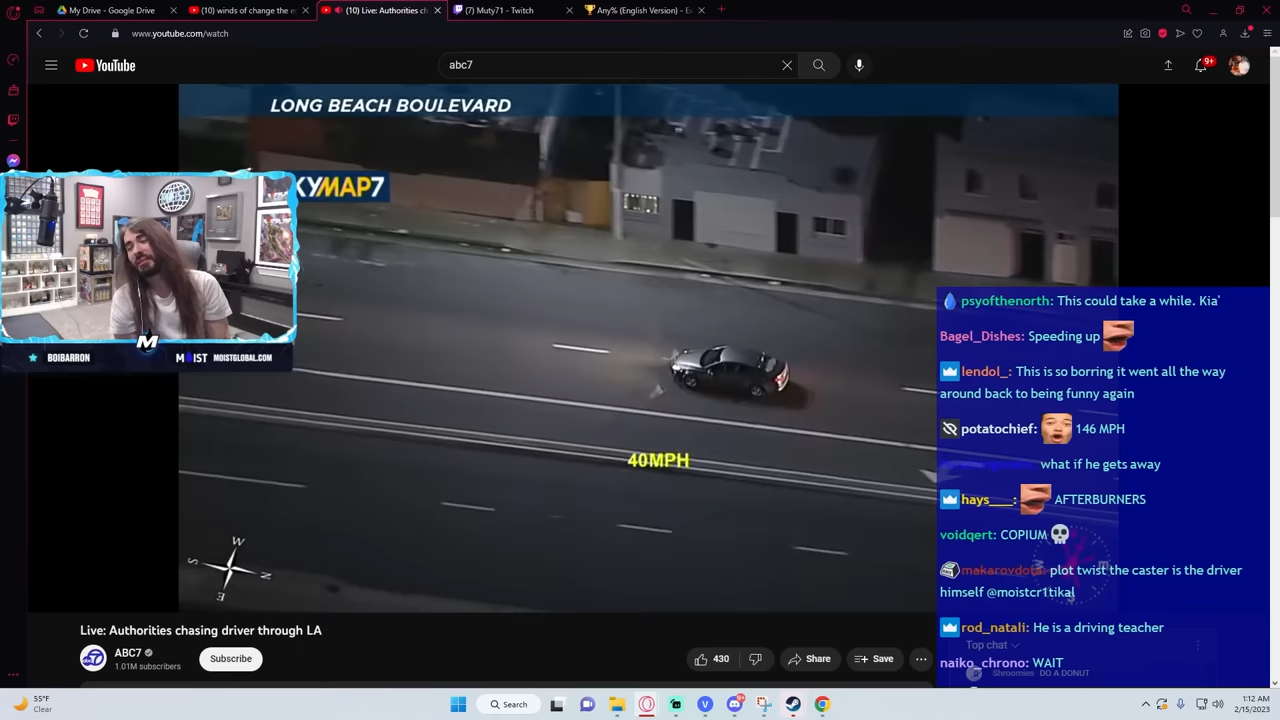 My Drive - Google Drive
(10) winds of change the e
(10) Live: Authorities c
Muty71 - Twitch
Any% (English) - E
www.youtube.com/watch
YouTube
abc7
9+
LONG BEACH BOULEVARD
KYMAP7
M
BOIBARRON
MOIST
MOISTGLOBAL.COM
40MPH
W
S
N
E
psyofthenorth: This could take a while. Kia'
Bagel_Dishes: Speeding up
lendol_: This is so borring it went all the way
around back to being funny again
potatochief: 146 MPH
what if he gets away
hays___: AFTERBURNERS
voidqert: COPIUM
makarovdota: plot twist the caster is the driver
himself @moistcr1tikal
rod_natali: He is a driving teacher
Top chat
naiko_chrono: WAIT
Shroomies DO A DONUT
Live: Authorities chasing driver through LA
ABC7
1.01M subscribers
Subscribe
430
Share
Save
55°F
Clear
Search
1:12 AM
2/15/2023